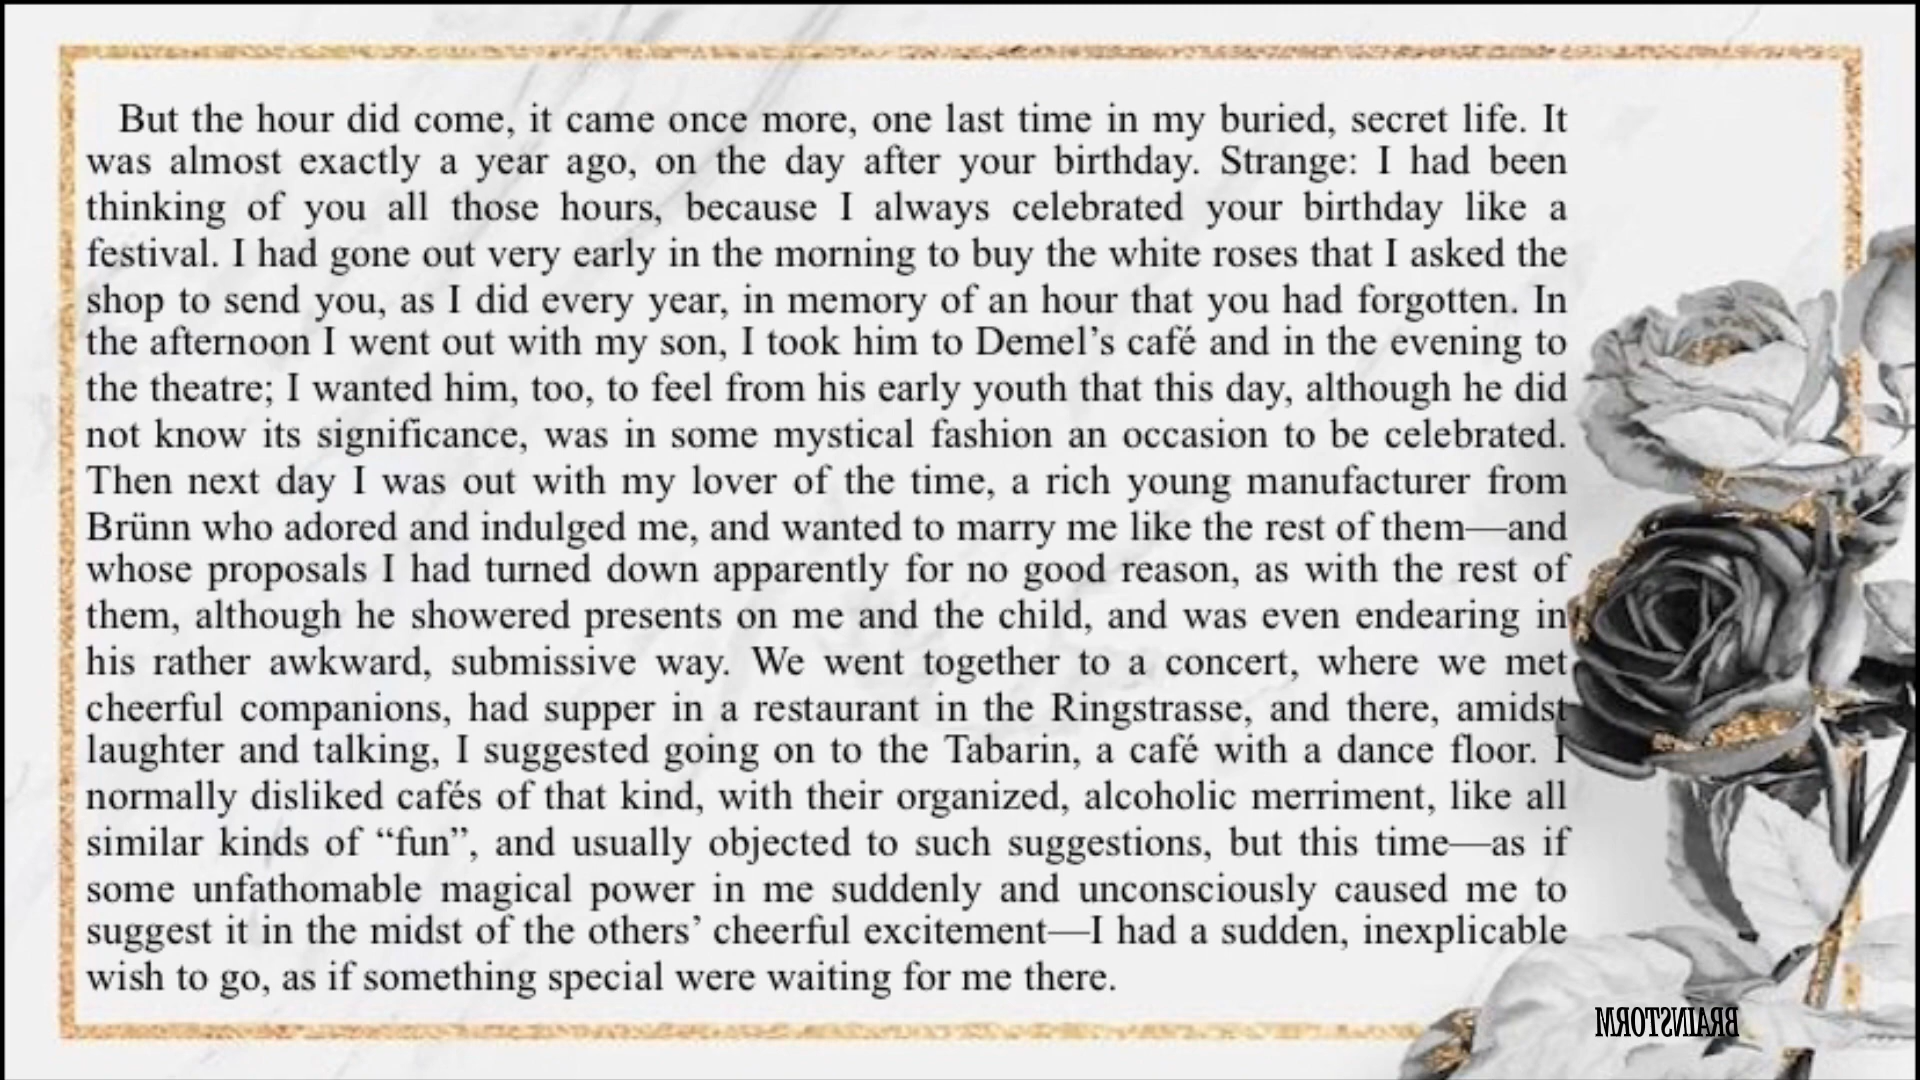 But the hour did come, it came once more, one last time in my buried, secret life. It
was almost exactly a year ago, on the day after your birthday. Strange: I had been
thinking of you all those hours, because I always celebrated your birthday like a
festival. I had gone out very early in the morning to buy the white roses that I asked the
shop to send you, as I did every year, in memory of an hour that you had forgotten. In
the afternoon I went out with my son, I took him to Demel’s café and in the evening to
the theatre; I wanted him, too, to feel from his early youth that this day, although he did
not know its significance, was in some mystical fashion an occasion to be celebrated.
Then next day I was out with my lover of the time, a rich young manufacturer from
Brünn who adored and indulged me, and wanted to marry me like the rest of them—and
whose proposals I had turned down apparently for no good reason, as with the rest of
them, although he showered presents on me and the child, and was even endearing in
his rather awkward, submissive way. We went together to a concert, where we met
cheerful companions, had supper in a restaurant in the Ringstrasse, and there, amidst
laughter and talking, I suggested going on to the Tabarin, a café with a dance floor. I
normally disliked cafés of that kind, with their organized, alcoholic merriment, like all
similar kinds of “fun”, and usually objected to such suggestions, but this time—as if
some unfathomable magical power in me suddenly and unconsciously caused me to
suggest it in the midst of the others’ cheerful excitement—I had a sudden, inexplicable
wish to go, as if something special were waiting for me there.
BRAINSTORM